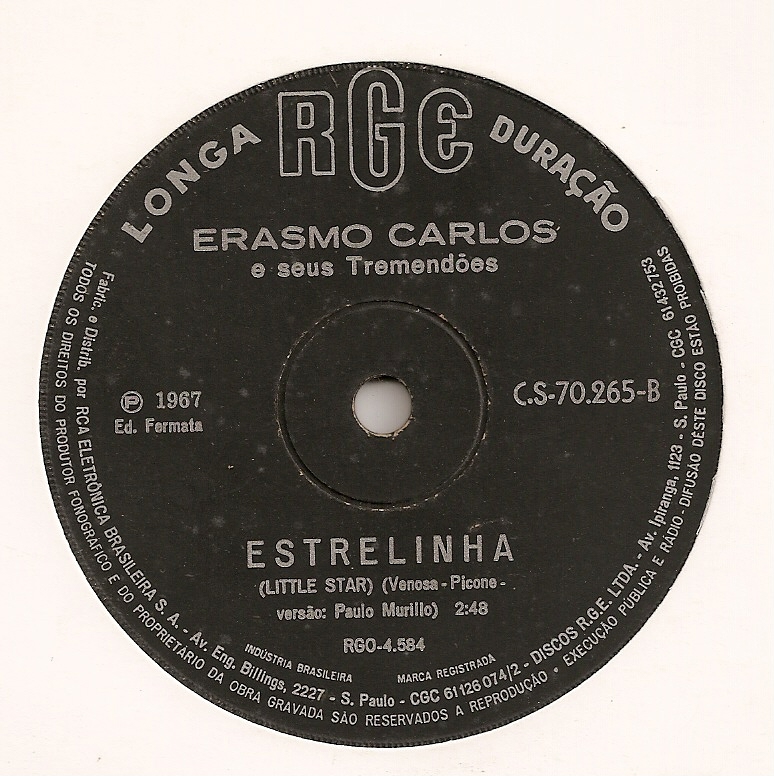 LONGA RGE DURAÇÃO
ERASMO CARLOS
e seus Tremendões
℗ 1967
Ed. Fermata
C.S-70.265-B
ESTRELINHA
(LITTLE STAR) (Venosa - Picone -
versão: Paulo Murillo) 2:48
RGO-4.584
INDÚSTRIA BRASILEIRA MARCA REGISTRADA
Fabric. e Distrib. por RCA ELETRÔNICA BRASILEIRA S. A. - Av. Eng. Billings, 2227 - S. Paulo - CGC 61 126 074/2 - DISCOS R.G.E. LTDA. - Av. Ipiranga, 1123 - S. Paulo - CGC 61432753
TODOS OS DIREITOS DO PRODUTOR FONOGRÁFICO E DO PROPRIETÁRIO DA OBRA GRAVADA SÃO RESERVADOS A REPRODUÇÃO • EXECUÇÃO PÚBLICA E RÁDIO - DIFUSÃO DÊSTE DISCO ESTÃO PROIBIDAS